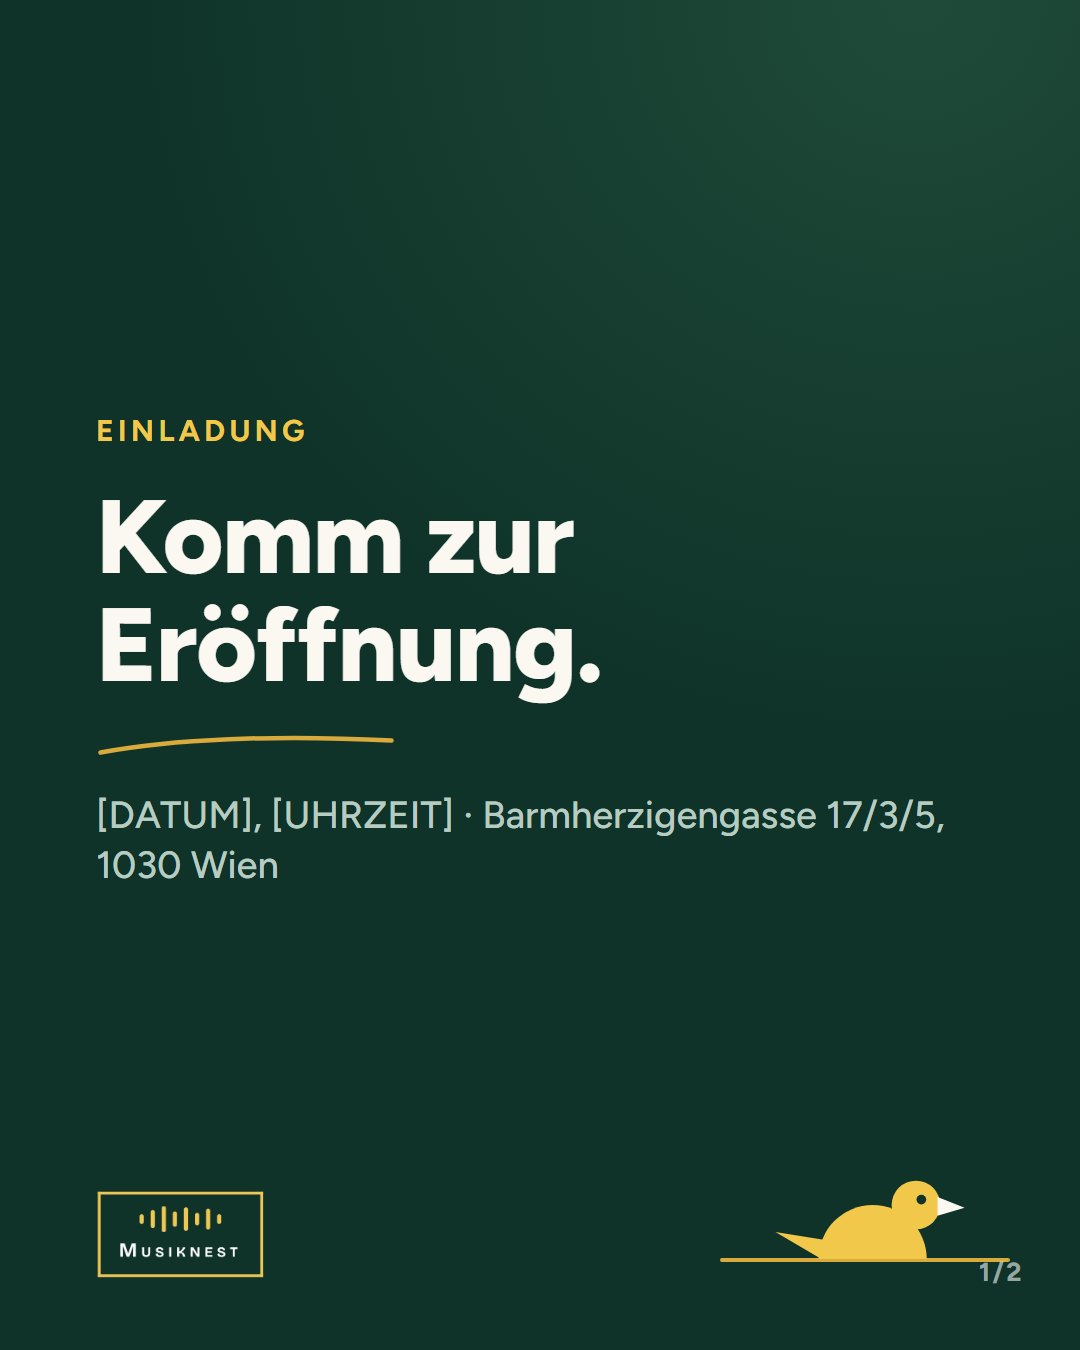 EINLADUNG
Komm zur
Eröffnung.
[DATUM], [UHRZEIT] · Barmherzigengasse 17/3/5,
1030 Wien
MUSIKNEST
1/2